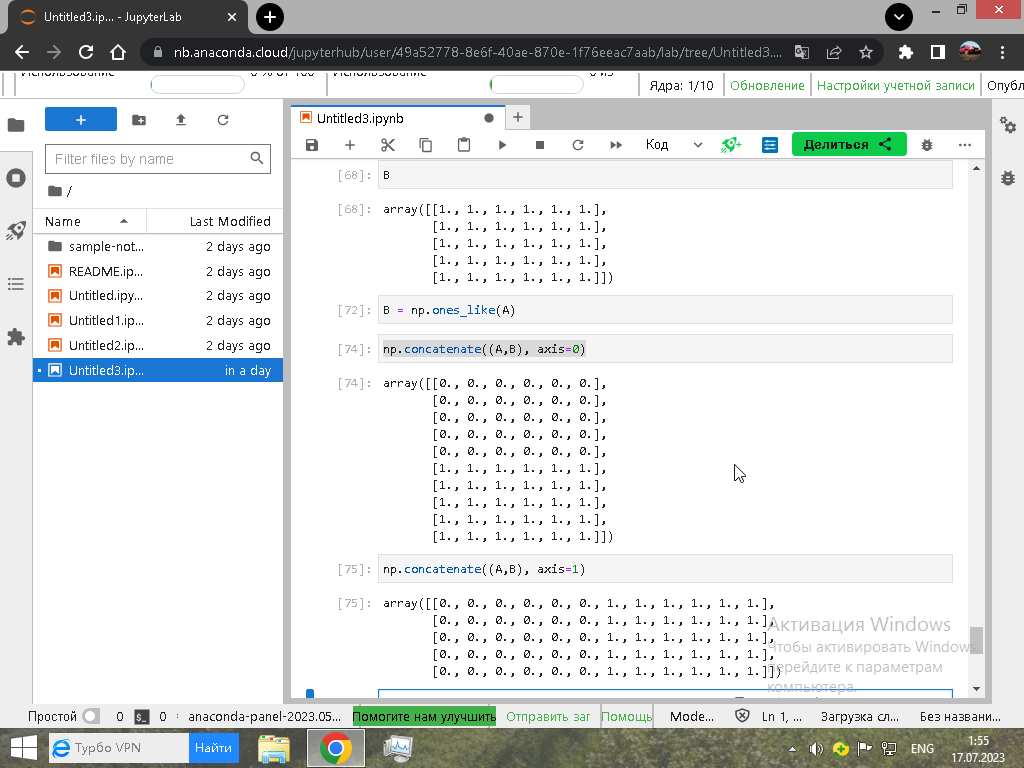 Untitled3.ip... - JupyterLab
nb.anaconda.cloud/jupyterhub/user/49a52778-8e6f-40ae-870e-1f76eeac7aab/lab/tree/Untitled3....
Использование 0 % от 100 Использование 0 из
Ядра: 1/10 Обновление Настройки учетной записи Опубл
Filter files by name
/
Name Last Modified
sample-not... 2 days ago
README.ip... 2 days ago
Untitled.ipy... 2 days ago
Untitled1.ip... 2 days ago
Untitled2.ip... 2 days ago
Untitled3.ip... in a day
Untitled3.ipynb
Код Делиться
[68]: B
[68]: array([[1., 1., 1., 1., 1., 1.],
[1., 1., 1., 1., 1., 1.],
[1., 1., 1., 1., 1., 1.],
[1., 1., 1., 1., 1., 1.],
[1., 1., 1., 1., 1., 1.]])
[72]: B = np.ones_like(A)
[74]: np.concatenate((A,B), axis=0)
[74]: array([[0., 0., 0., 0., 0., 0.],
[0., 0., 0., 0., 0., 0.],
[0., 0., 0., 0., 0., 0.],
[0., 0., 0., 0., 0., 0.],
[0., 0., 0., 0., 0., 0.],
[1., 1., 1., 1., 1., 1.],
[1., 1., 1., 1., 1., 1.],
[1., 1., 1., 1., 1., 1.],
[1., 1., 1., 1., 1., 1.],
[1., 1., 1., 1., 1., 1.]])
[75]: np.concatenate((A,B), axis=1)
[75]: array([[0., 0., 0., 0., 0., 0., 1., 1., 1., 1., 1., 1.],
[0., 0., 0., 0., 0., 0., 1., 1., 1., 1., 1., 1.],
[0., 0., 0., 0., 0., 0., 1., 1., 1., 1., 1., 1.],
[0., 0., 0., 0., 0., 0., 1., 1., 1., 1., 1., 1.],
[0., 0., 0., 0., 0., 0., 1., 1., 1., 1., 1., 1.]])
Активация Windows
Чтобы активировать Windows,
перейдите к параметрам
компьютера.
Простой 0 $_ 0 anaconda-panel-2023.05... Помогите нам улучшить Отправить заг Помощь Mode... Ln 1, ... Загрузка сл... Без названи...
Турбо VPN Найти
ENG
1:55
17.07.2023